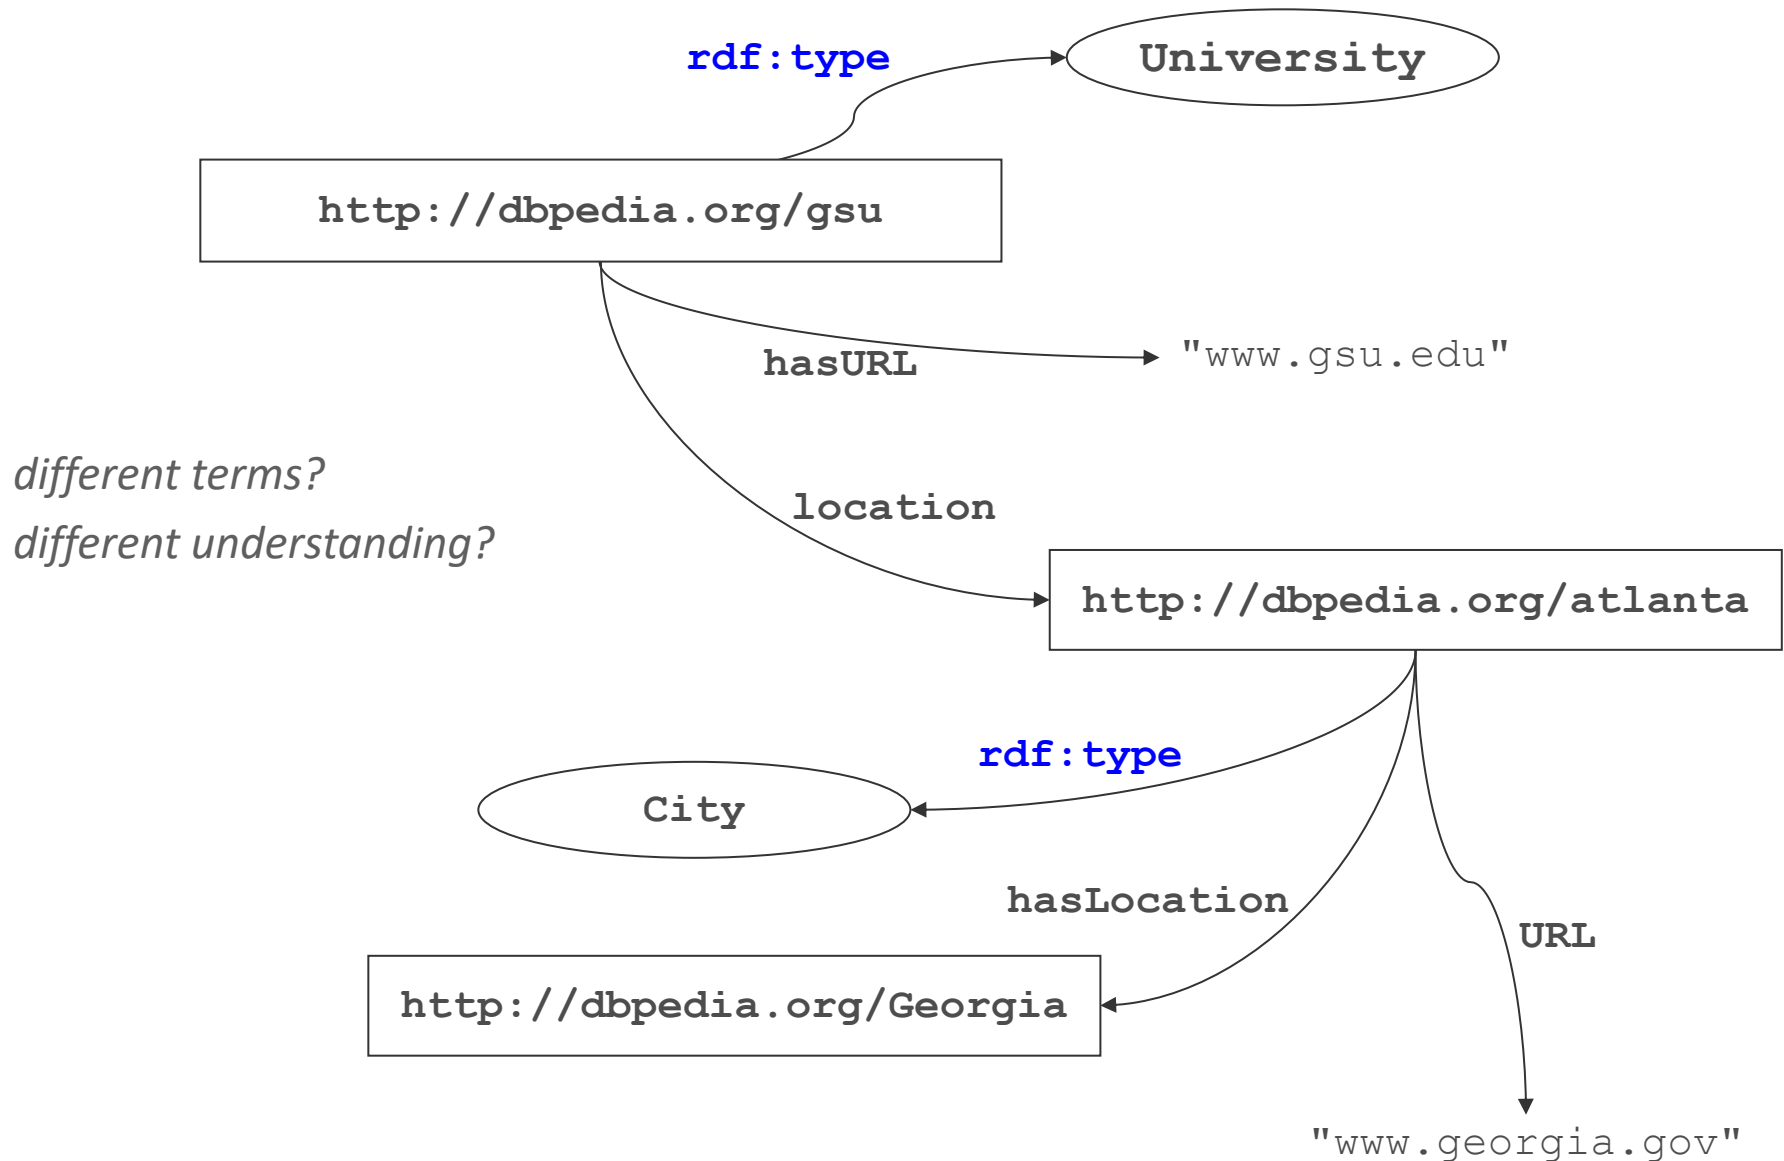 rdf:type
University
http://dbpedia.org/gsu
hasURL
"www.gsu.edu"
different terms?
different understanding?
location
http://dbpedia.org/atlanta
rdf:type
City
hasLocation
URL
http://dbpedia.org/Georgia
"www.georgia.gov"